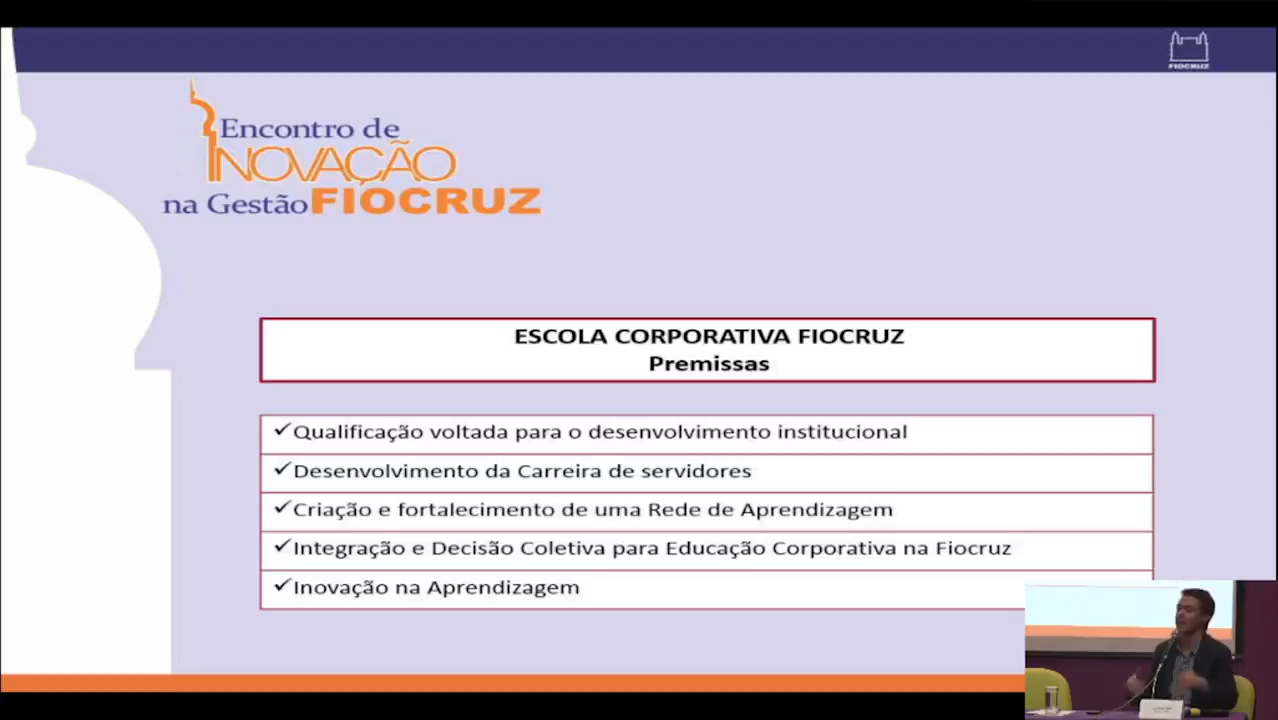 FIOCRUZ
Encontro de
INOVAÇÃO
na Gestão FIOCRUZ
ESCOLA CORPORATIVA FIOCRUZ
Premissas
✓Qualificação voltada para o desenvolvimento institucional
✓Desenvolvimento da Carreira de servidores
✓Criação e fortalecimento de uma Rede de Aprendizagem
✓Integração e Decisão Coletiva para Educação Corporativa na Fiocruz
✓Inovação na Aprendizagem